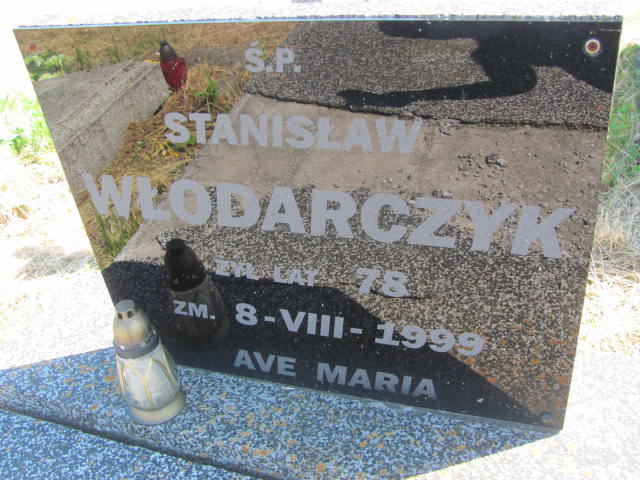 Ś.P.
STANISŁAW
WŁODARCZYK
ŻYŁ LAT 78
ZM. 8-VIII-1999
AVE MARIA